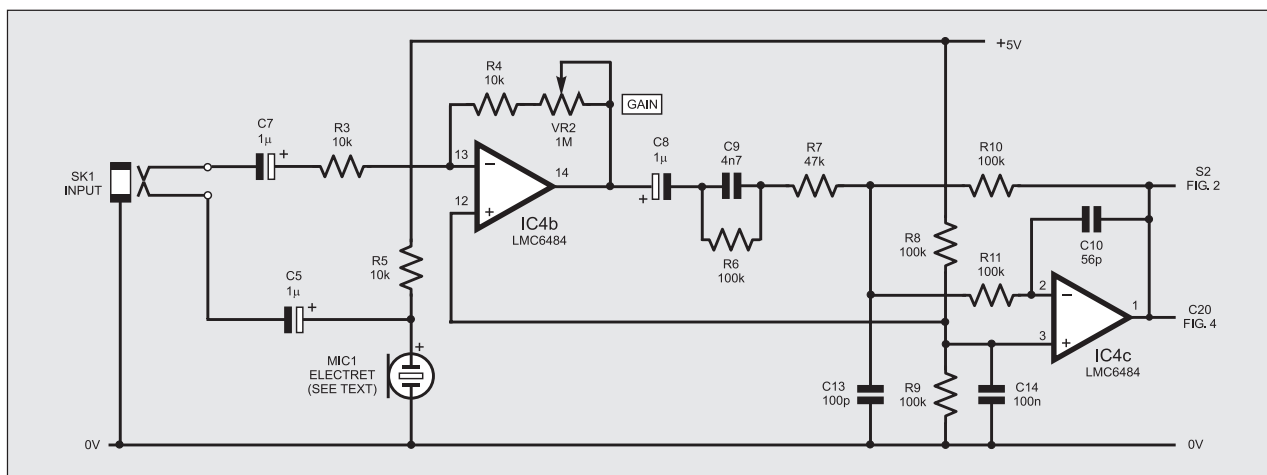 +5V
R4
10k
GAIN
VR2
1M
C7
1µ
R3
10k
SK1
INPUT
13
14
12
IC4b
LMC6484
C8
1µ
C9
4n7
R7
47k
R6
100k
R10
100k
S2
FIG. 2
R5
10k
R8
100k
C10
56p
R11
100k
2
1
3
C20
FIG. 4
IC4c
LMC6484
C5
1µ
MIC1
ELECTRET
(SEE TEXT)
C13
100p
R9
100k
C14
100n
0V
0V
+
+
+
+
−
+
−
+